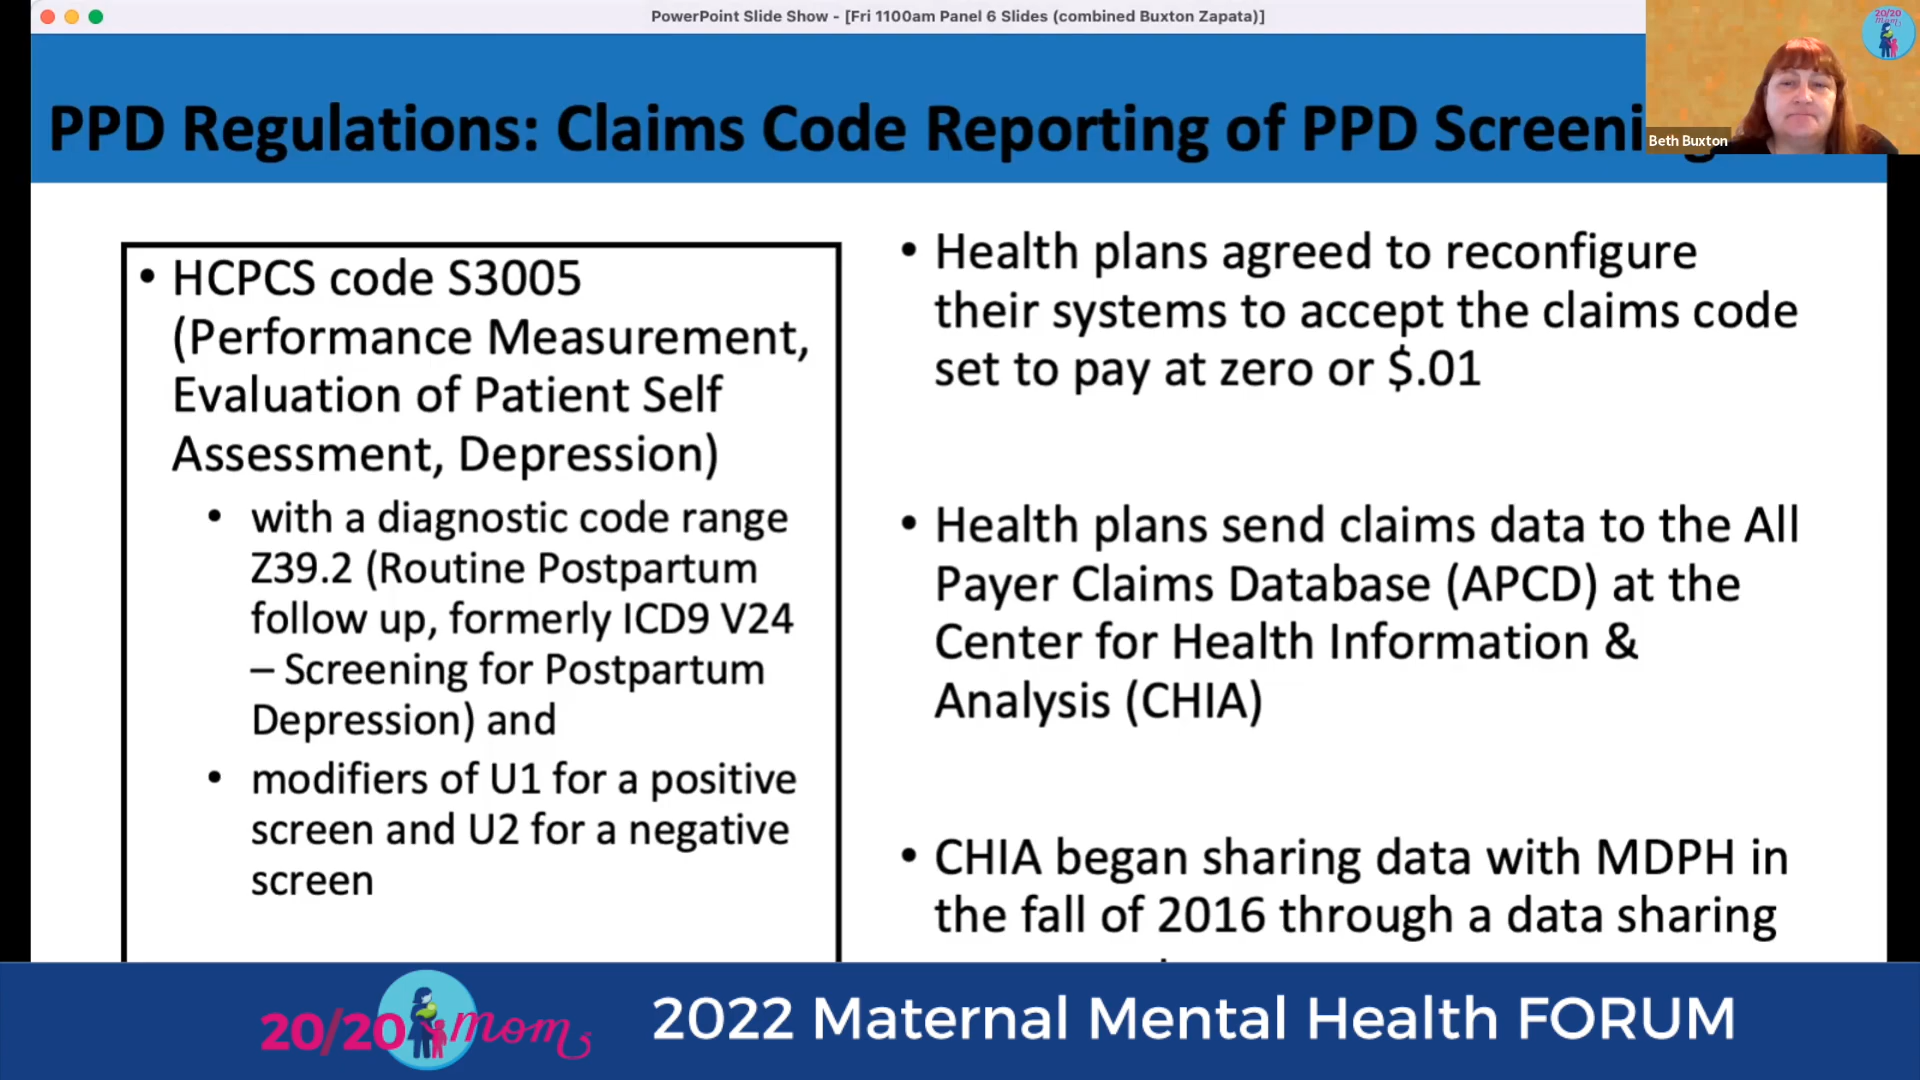 PowerPoint Slide Show - [Fri 1100am Panel 6 Slides (combined Buxton Zapata)]
20/20
mom
PPD Regulations: Claims Code Reporting of PPD
Beth Buxton
• HCPCS code S3005
(Performance Measurement,
Evaluation of Patient Self
Assessment, Depression)
• with a diagnostic code range
Z39.2 (Routine Postpartum
follow up, formerly ICD9 V24
– Screening for Postpartum
Depression) and
• modifiers of U1 for a positive
screen and U2 for a negative
screen
• Health plans agreed to reconfigure
their systems to accept the claims code
set to pay at zero or $.01
• Health plans send claims data to the All
Payer Claims Database (APCD) at the
Center for Health Information &
Analysis (CHIA)
• CHIA began sharing data with MDPH in
the fall of 2016 through a data sharing
20/20 mom
2022 Maternal Mental Health FORUM